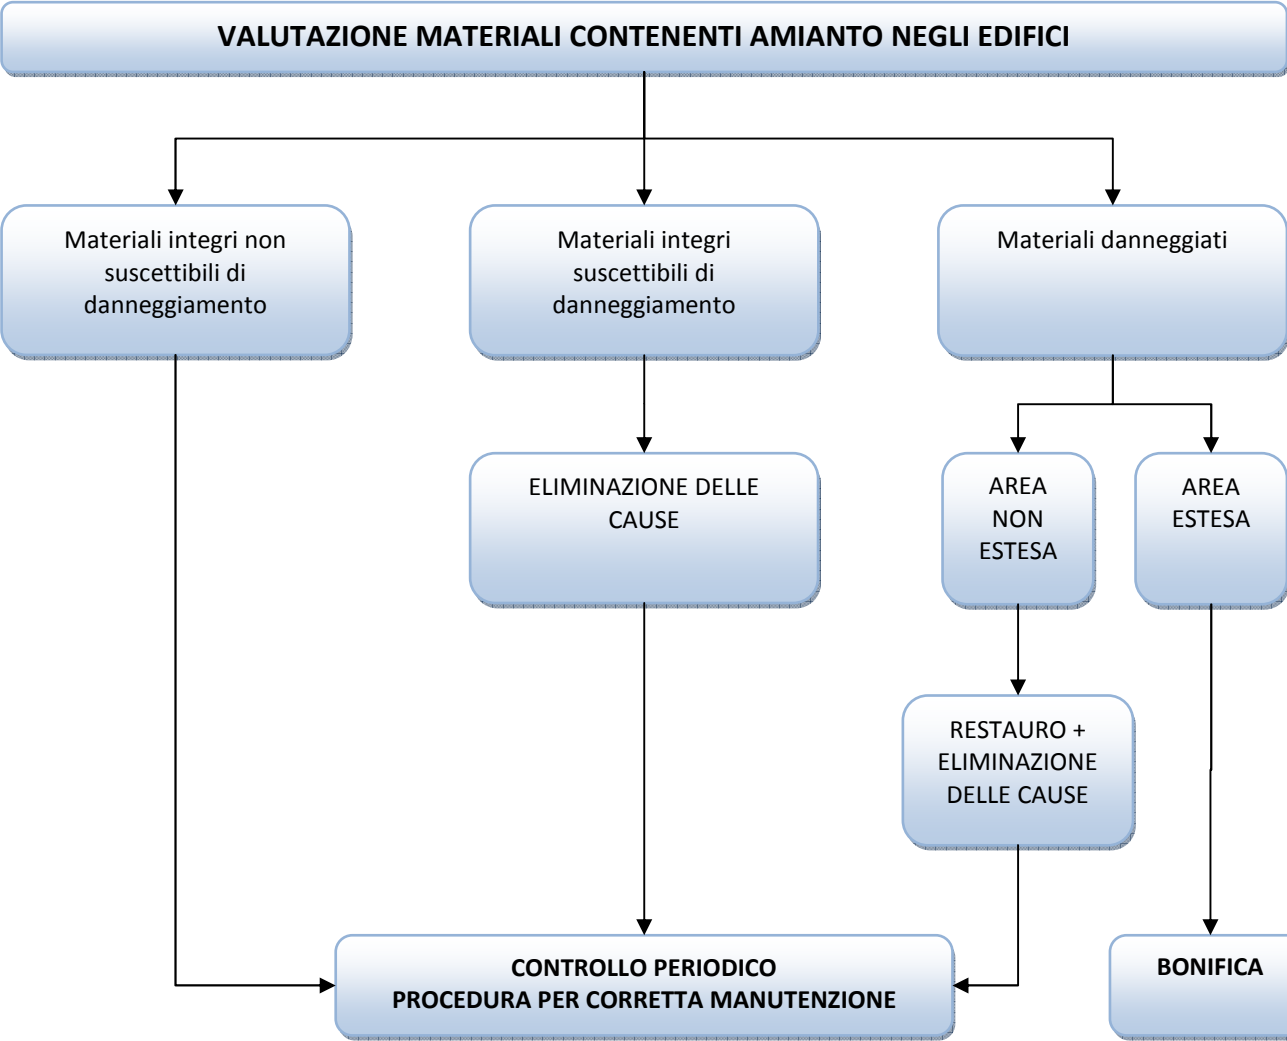 VALUTAZIONE MATERIALI CONTENENTI AMIANTO NEGLI EDIFICI
Materiali integri non
suscettibili di
danneggiamento
Materiali integri
suscettibili di
danneggiamento
Materiali danneggiati
ELIMINAZIONE DELLE
CAUSE
AREA
NON
ESTESA
AREA
ESTESA
RESTAURO +
ELIMINAZIONE
DELLE CAUSE
CONTROLLO PERIODICO
PROCEDURA PER CORRETTA MANUTENZIONE
BONIFICA